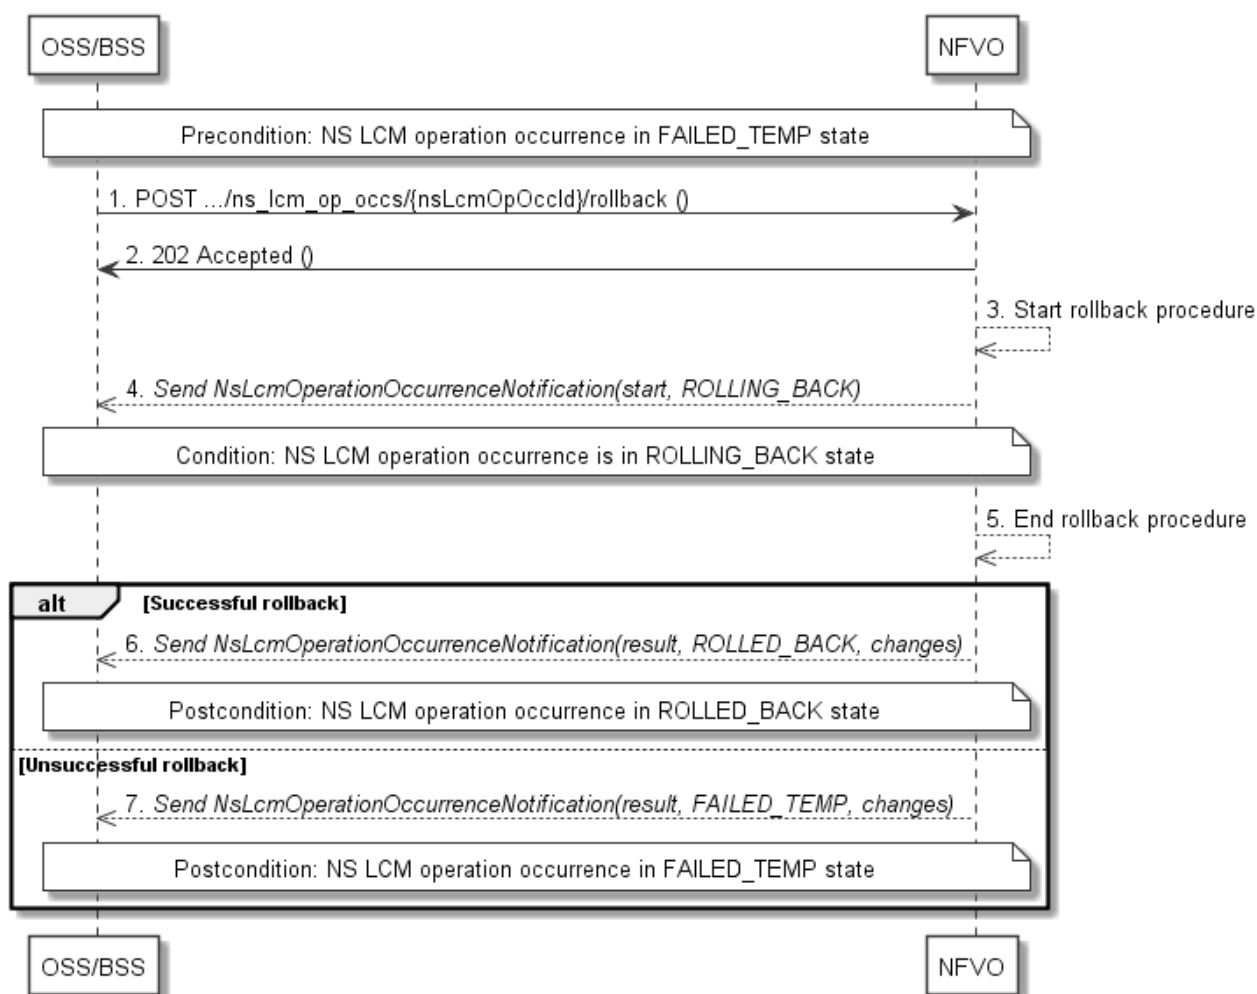 OSS/BSS
NFVO
Precondition: NS LCM operation occurrence in FAILED_TEMP state
1. POST .../ns_lcm_op_occs/{nsLcmOpOccId}/rollback ()
2. 202 Accepted ()
3. Start rollback procedure
4. Send NsLcmOperationOccurrenceNotification(start, ROLLING_BACK)
Condition: NS LCM operation occurrence is in ROLLING_BACK state
5. End rollback procedure
alt
[Successful rollback]
6. Send NsLcmOperationOccurrenceNotification(result, ROLLED_BACK, changes)
Postcondition: NS LCM operation occurrence in ROLLED_BACK state
[Unsuccessful rollback]
7. Send NsLcmOperationOccurrenceNotification(result, FAILED_TEMP, changes)
Postcondition: NS LCM operation occurrence in FAILED_TEMP state
OSS/BSS
NFVO